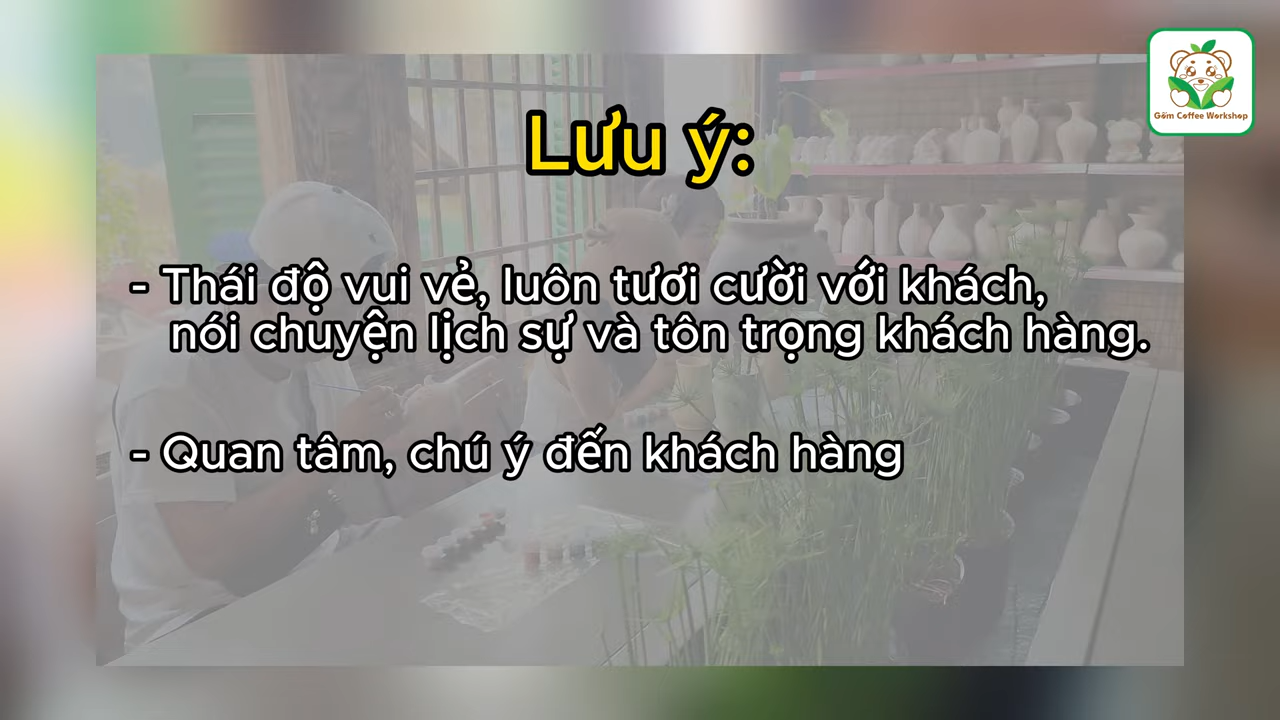 Gốm Coffee Workshop
Lưu ý:
- Thái độ vui vẻ, luôn tươi cười với khách,
nói chuyện lịch sự và tôn trọng khách hàng.
- Quan tâm, chú ý đến khách hàng